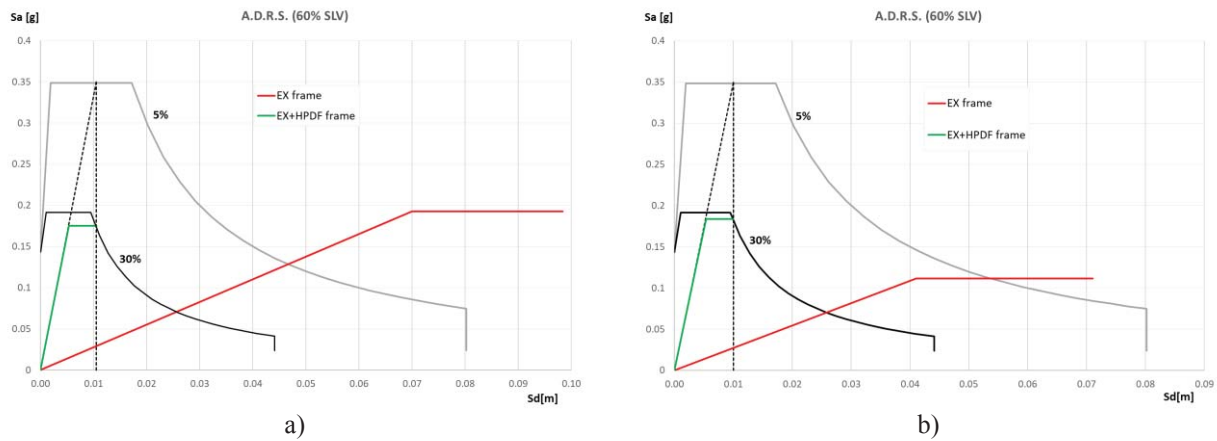 Sa [g]
A.D.R.S. (60% SLV)
0.4
0.35
0.3
0.25
0.2
0.15
0.1
0.05
0
5%
30%
EX frame
EX+HPDF frame
0.00 0.01 0.02 0.03 0.04 0.05 0.06 0.07 0.08 0.09 0.10
Sd[m]
a)
Sa [g]
A.D.R.S. (60% SLV)
0.4
0.35
0.3
0.25
0.2
0.15
0.1
0.05
0
5%
30%
EX frame
EX+HPDF frame
0.00 0.01 0.02 0.03 0.04 0.05 0.06 0.07 0.08 0.09
Sd[m]
b)